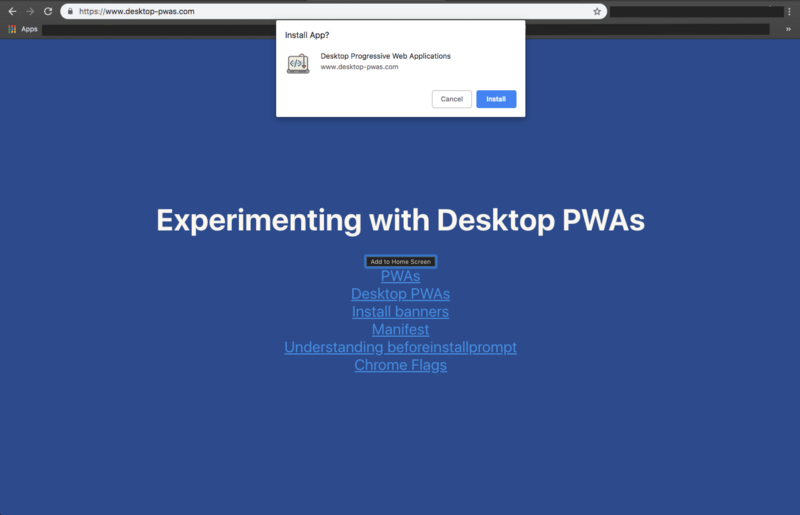 https://www.desktop-pwas.com
Apps
»
Install App?
Desktop Progressive Web Applications
www.desktop-pwas.com
Cancel
Install
Experimenting with Desktop PWAs
Add to Home Screen
PWAs
Desktop PWAs
Install banners
Manifest
Understanding beforeinstallprompt
Chrome Flags